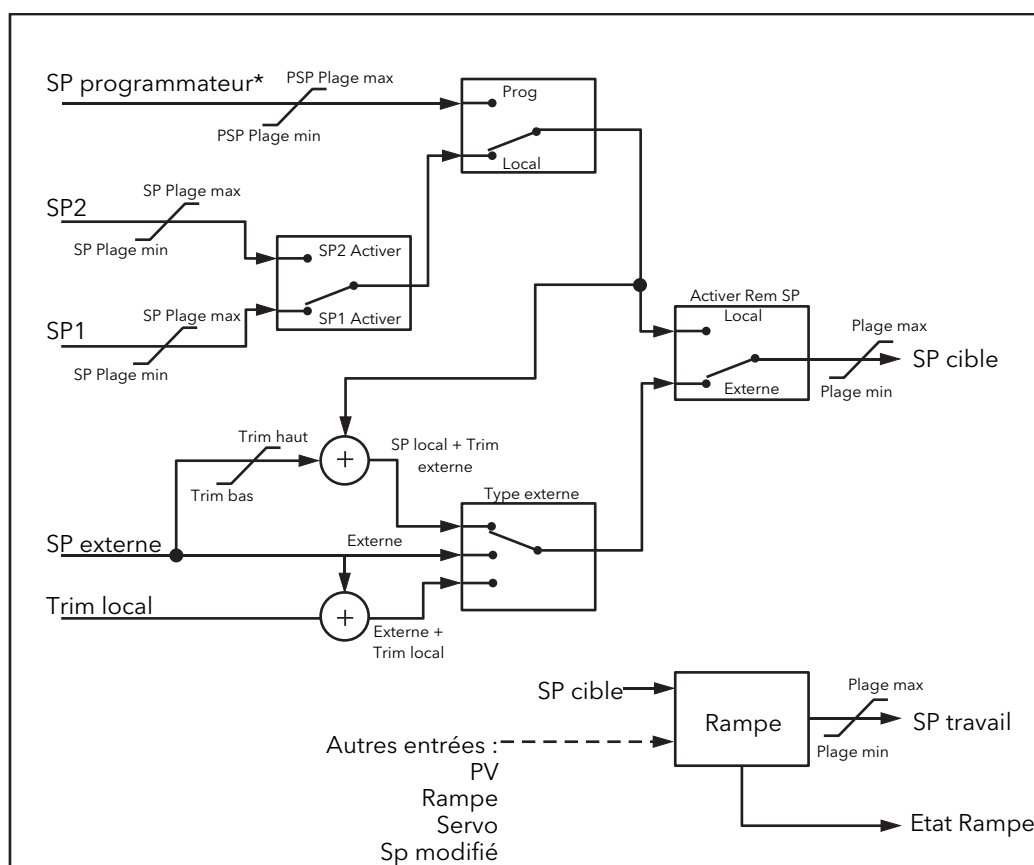 SP programmateur*
PSP Plage max
PSP Plage min
Prog
Local
SP2
SP Plage max
SP Plage min
SP2 Activer
SP1 Activer
SP1
SP Plage max
SP Plage min
Activer Rem SP
Local
Externe
Plage max
Plage min
SP cible
Trim haut
Trim bas
+
SP local + Trim
externe
Type externe
SP externe
Externe
Trim local
+
Externe +
Trim local
SP cible
Rampe
Plage max
Plage min
SP travail
Autres entrées :
PV
Rampe
Servo
Sp modifié
Etat Rampe